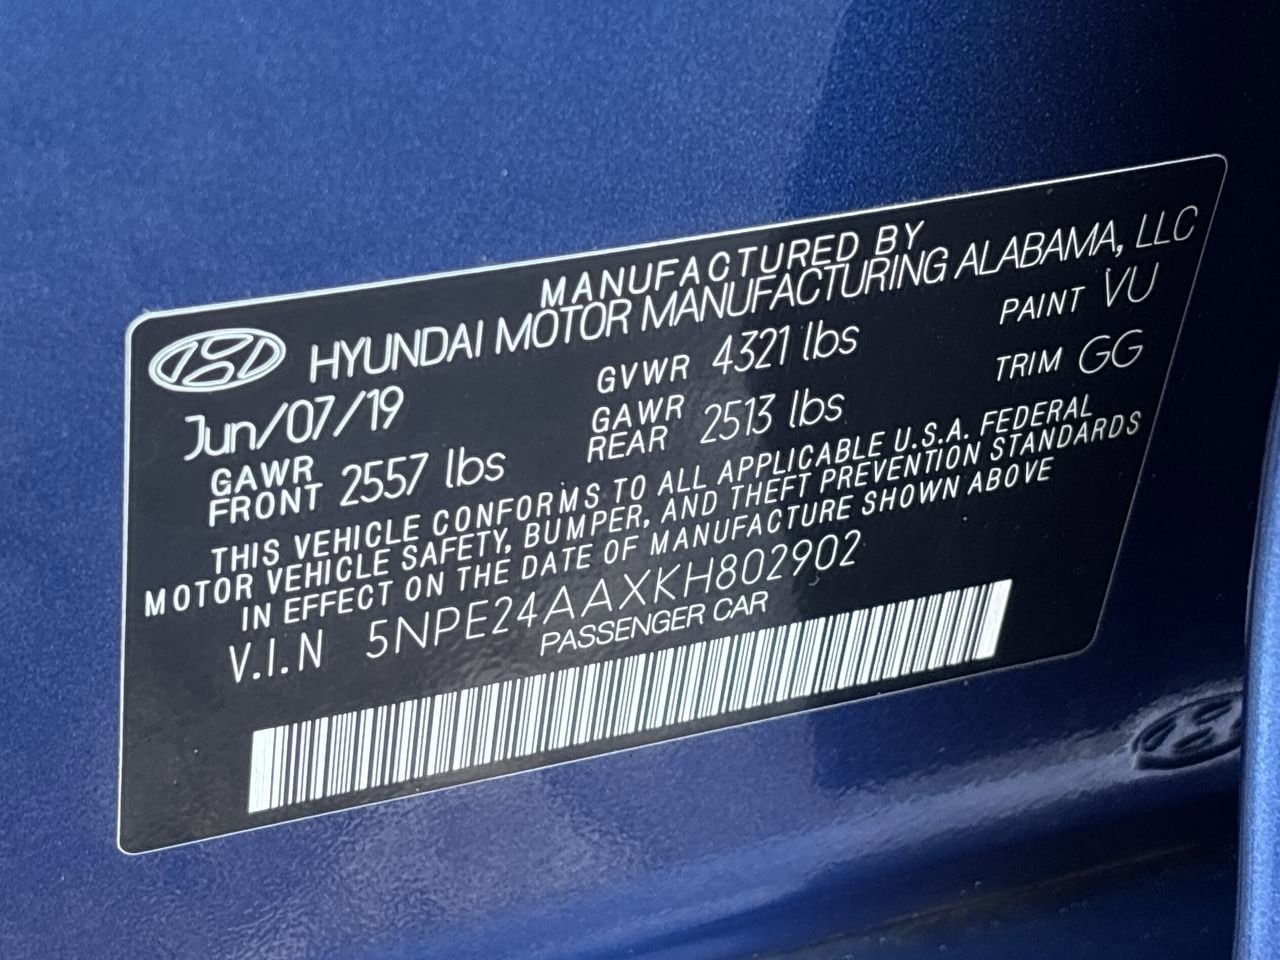 MANUFACTURED BY
HYUNDAI MOTOR MANUFACTURING ALABAMA, LLC
Jun/07/19 GVWR 4321 lbs PAINT VU
GAWR FRONT 2557 lbs GAWR REAR 2513 lbs TRIM GG
THIS VEHICLE CONFORMS TO ALL APPLICABLE U.S.A. FEDERAL
MOTOR VEHICLE SAFETY, BUMPER, AND THEFT PREVENTION STANDARDS
IN EFFECT ON THE DATE OF MANUFACTURE SHOWN ABOVE
V.I.N 5NPE24AAXKH802902
PASSENGER CAR